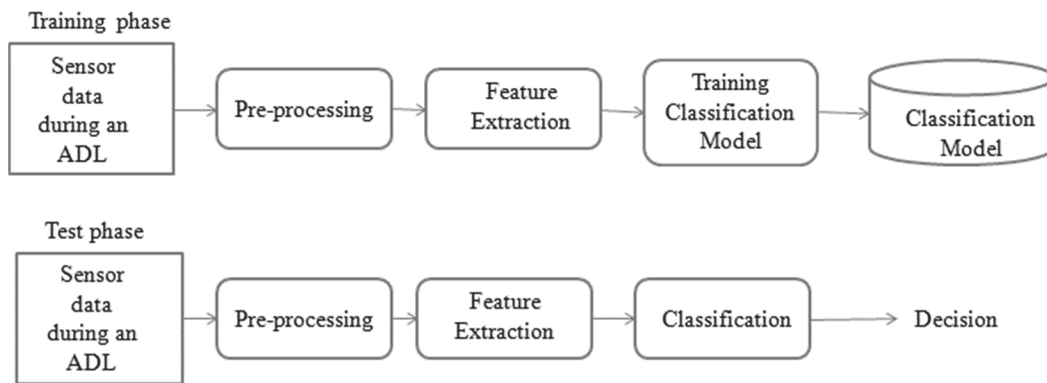 Training phase
Sensor
data
during an
ADL
Pre-processing
Feature
Extraction
Training
Classification
Model
Classification
Model
Test phase
Sensor
data
during an
ADL
Pre-processing
Feature
Extraction
Classification
Decision